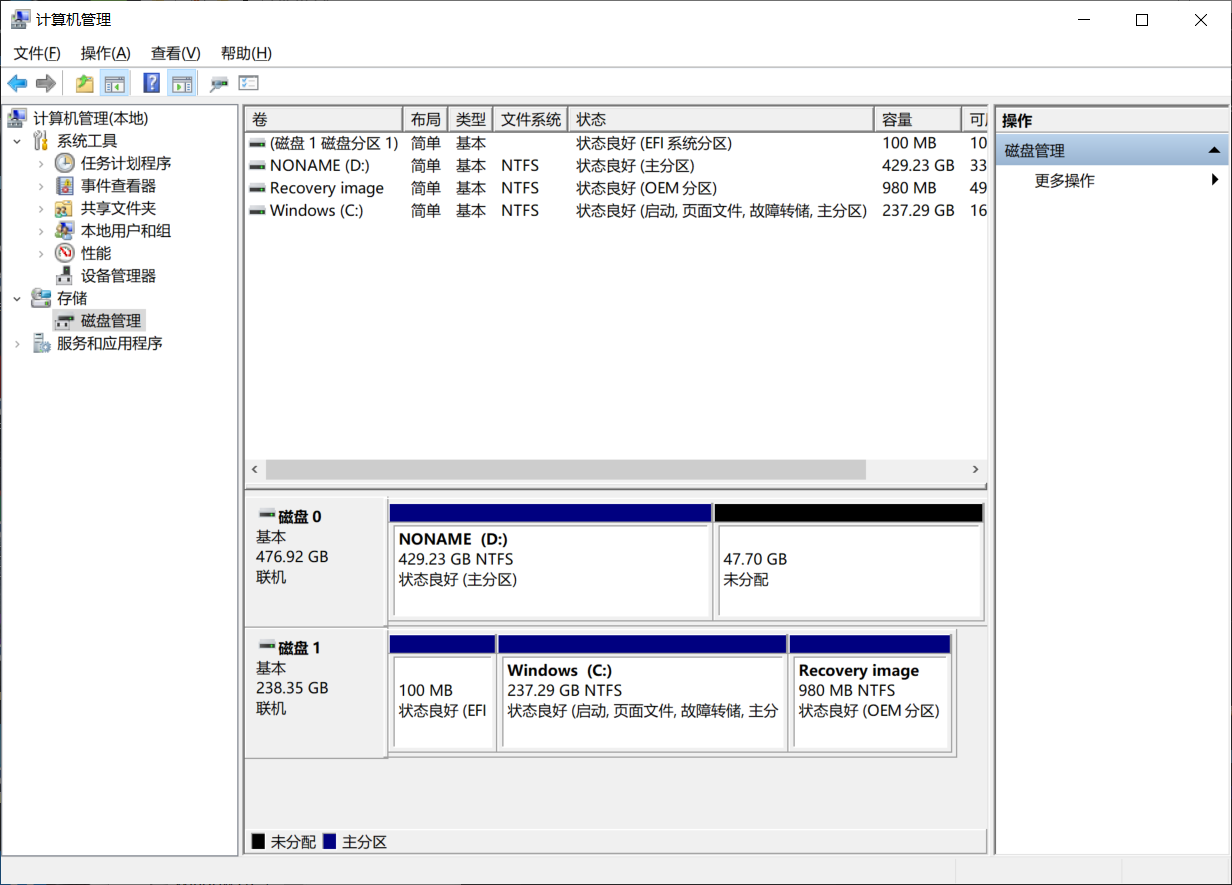 计算机管理
文件(F) 操作(A) 查看(V) 帮助(H)
计算机管理(本地)
系统工具
任务计划程序
事件查看器
共享文件夹
本地用户和组
性能
设备管理器
存储
磁盘管理
服务和应用程序
卷 布局 类型 文件系统 状态 容量
(磁盘 1 磁盘分区 1) 简单 基本 状态良好 (EFI 系统分区) 100 MB 10
NONAME (D:) 简单 基本 NTFS 状态良好 (主分区) 429.23 GB 33
Recovery image 简单 基本 NTFS 状态良好 (OEM 分区) 980 MB 49
Windows (C:) 简单 基本 NTFS 状态良好 (启动, 页面文件, 故障转储, 主分区) 237.29 GB 16
磁盘 0
基本
476.92 GB
联机
NONAME (D:)
429.23 GB NTFS
状态良好 (主分区)
47.70 GB
未分配
磁盘 1
基本
238.35 GB
联机
100 MB
状态良好 (EFI
Windows (C:)
237.29 GB NTFS
状态良好 (启动, 页面文件, 故障转储, 主分
Recovery image
980 MB NTFS
状态良好 (OEM 分区)
未分配 主分区
操作
磁盘管理
更多操作